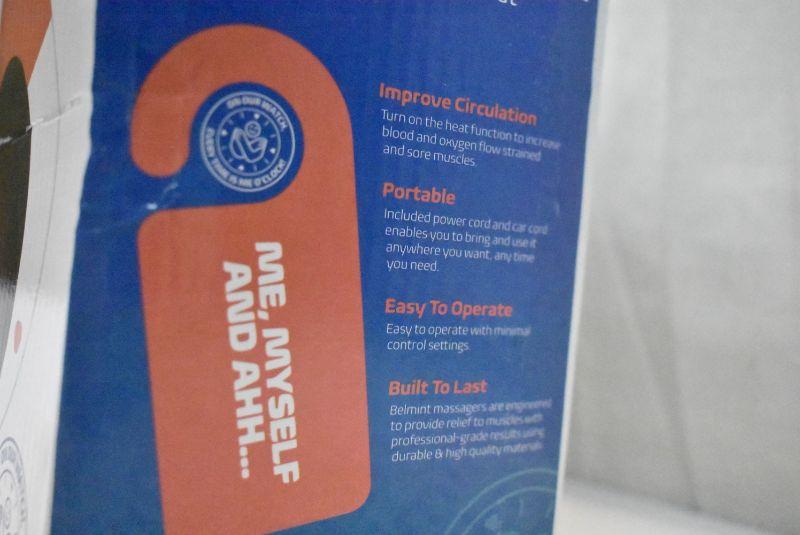 ON OUR WATCH,
EVERY TIME IS ME O'CLOCK!
ME, MYSELF
AND AHH...
Improve Circulation
Turn on the heat function to increase
blood and oxygen flow strained
and sore muscles.
Portable
Included power cord and car cord
enables you to bring and use it
anywhere you want, any time
you need.
Easy To Operate
Easy to operate with minimal
control settings.
Built To Last
Belmint massagers are engineered
to provide relief to muscles with
professional-grade results using
durable & high quality materials.